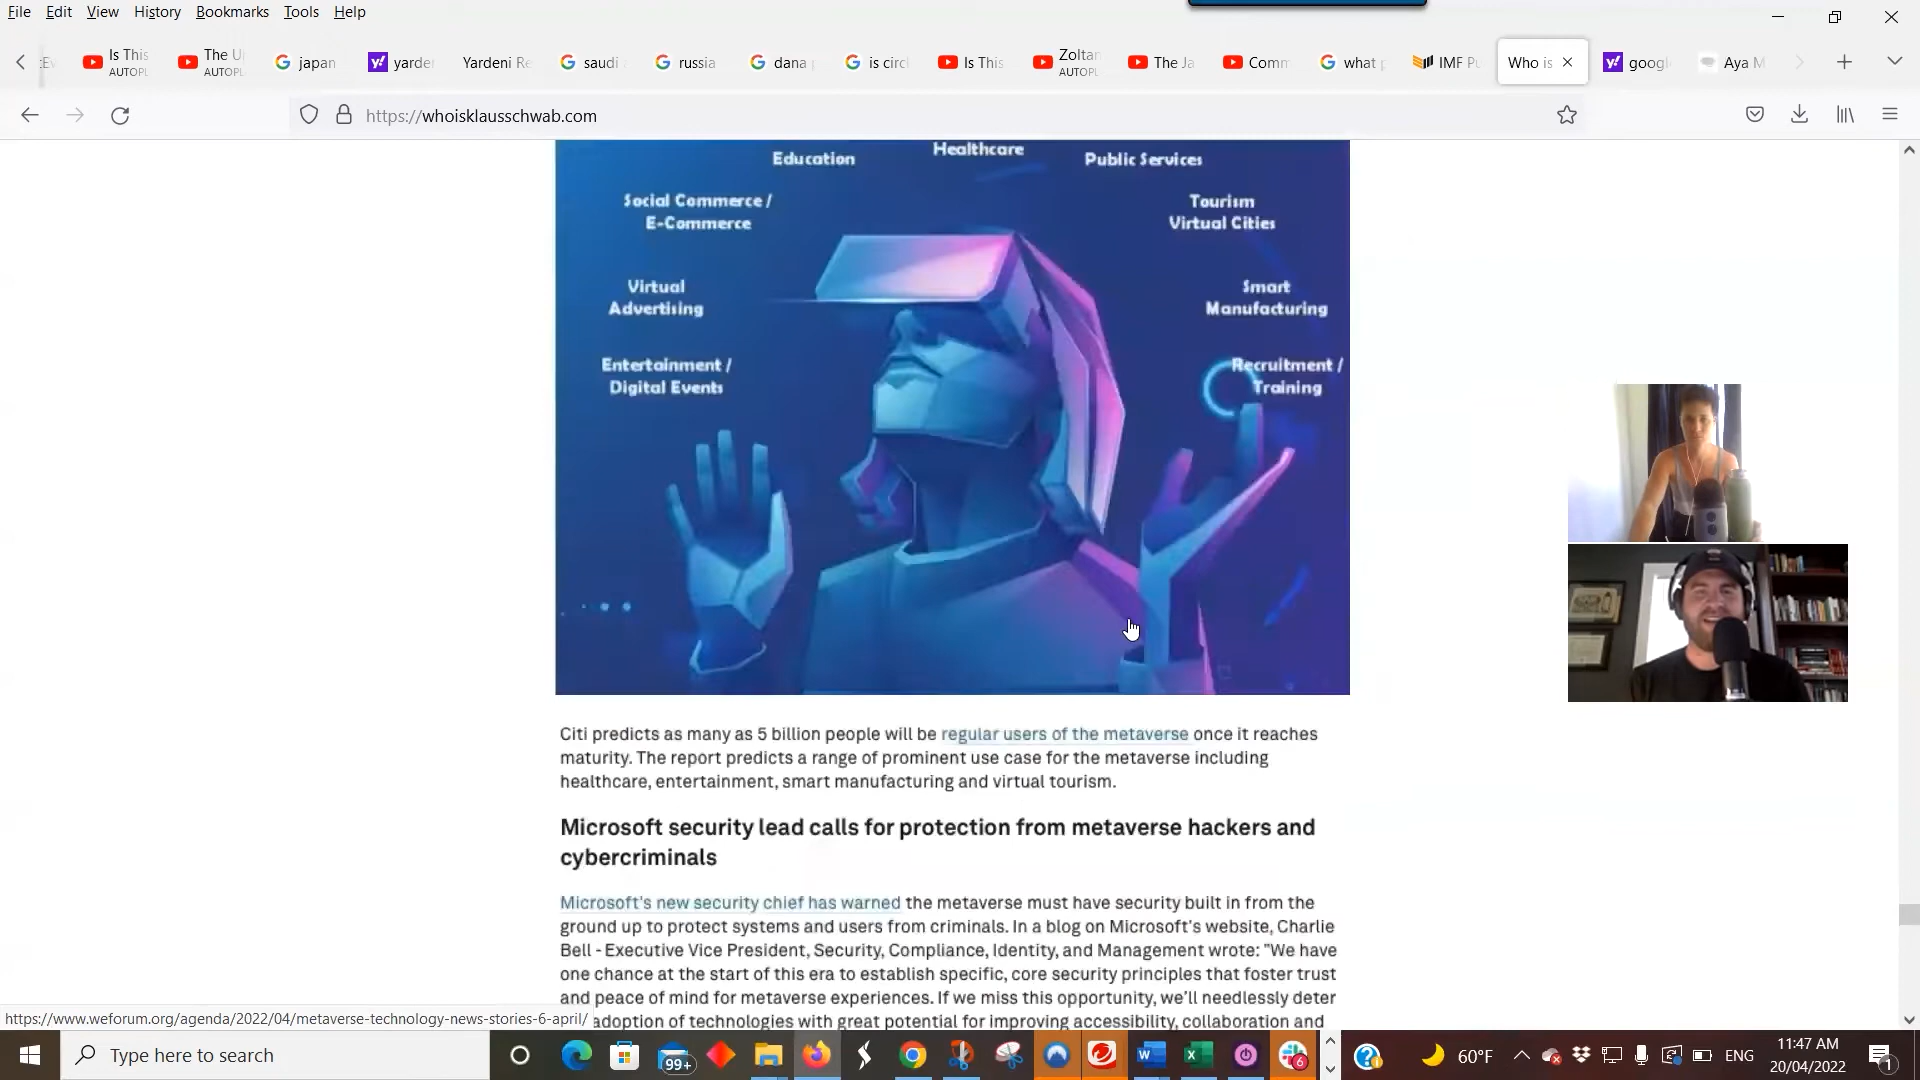 File Edit View History Bookmarks Tools Help
Is This
AUTOPL
The U
AUTOPL
japan
yarde
Yardeni Re
saudi
russia
dana
is circ
Is This
Zoltan
AUTOPL
The Ja
Comm
what p
IMF Pu
Who is
googl
Aya M
https://whoisklausschwab.com
Healthcare
Education
Public Services
Social Commerce /
E-Commerce
Tourism
Virtual Cities
Virtual
Advertising
Smart
Manufacturing
Entertainment /
Digital Events
Recruitment /
Training
Citi predicts as many as 5 billion people will be regular users of the metaverse once it reaches
maturity. The report predicts a range of prominent use case for the metaverse including
healthcare, entertainment, smart manufacturing and virtual tourism.
Microsoft security lead calls for protection from metaverse hackers and
cybercriminals
Microsoft's new security chief has warned the metaverse must have security built in from the
ground up to protect systems and users from criminals. In a blog on Microsoft's website, Charlie
Bell - Executive Vice President, Security, Compliance, Identity, and Management wrote: "We have
one chance at the start of this era to establish specific, core security principles that foster trust
and peace of mind for metaverse experiences. If we miss this opportunity, we'll needlessly deter
adoption of technologies with great potential for improving accessibility, collaboration and
https://www.weforum.org/agenda/2022/04/metaverse-technology-news-stories-6-april/
Type here to search
99+
6
60°F
ENG
11:47 AM
20/04/2022
1